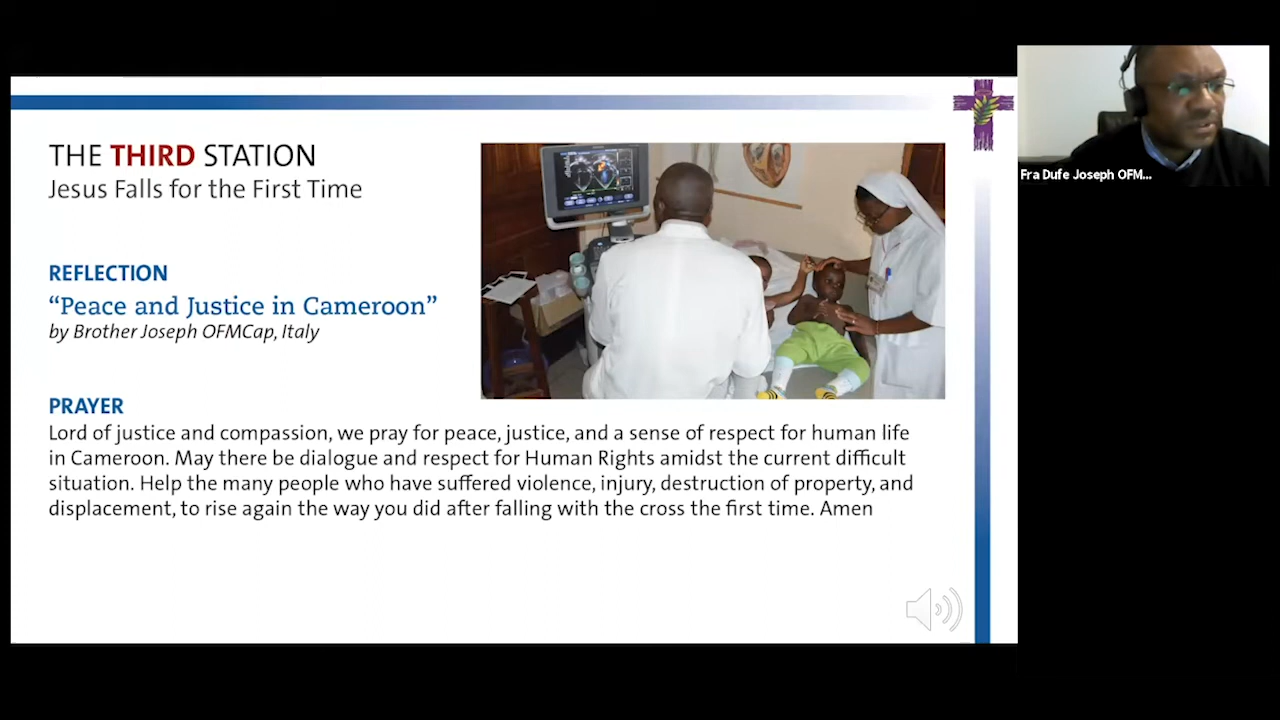 THE THIRD STATION
Jesus Falls for the First Time
REFLECTION
“Peace and Justice in Cameroon”
by Brother Joseph OFMCap, Italy
PRAYER
Lord of justice and compassion, we pray for peace, justice, and a sense of respect for human life
in Cameroon. May there be dialogue and respect for Human Rights amidst the current difficult
situation. Help the many people who have suffered violence, injury, destruction of property, and
displacement, to rise again the way you did after falling with the cross the first time. Amen
Fra Dufe Joseph OFM...